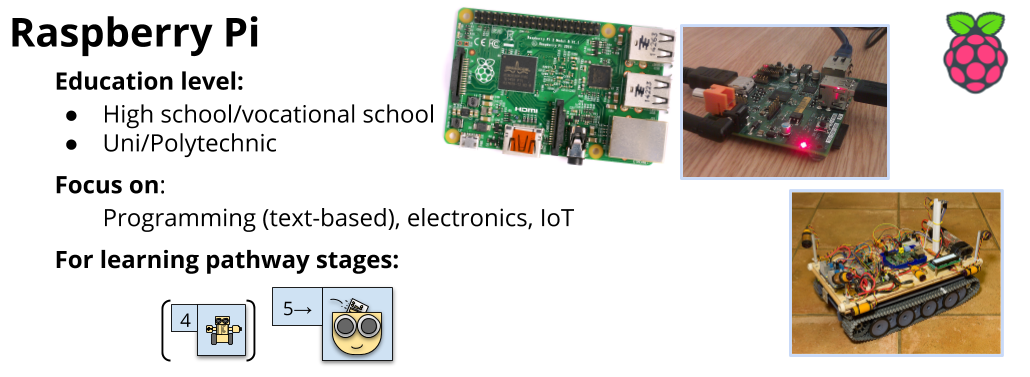 Raspberry Pi
Education level:
● High school/vocational school
● Uni/Polytechnic
Focus on:
Programming (text-based), electronics, IoT
For learning pathway stages:
4
5→
HDMI